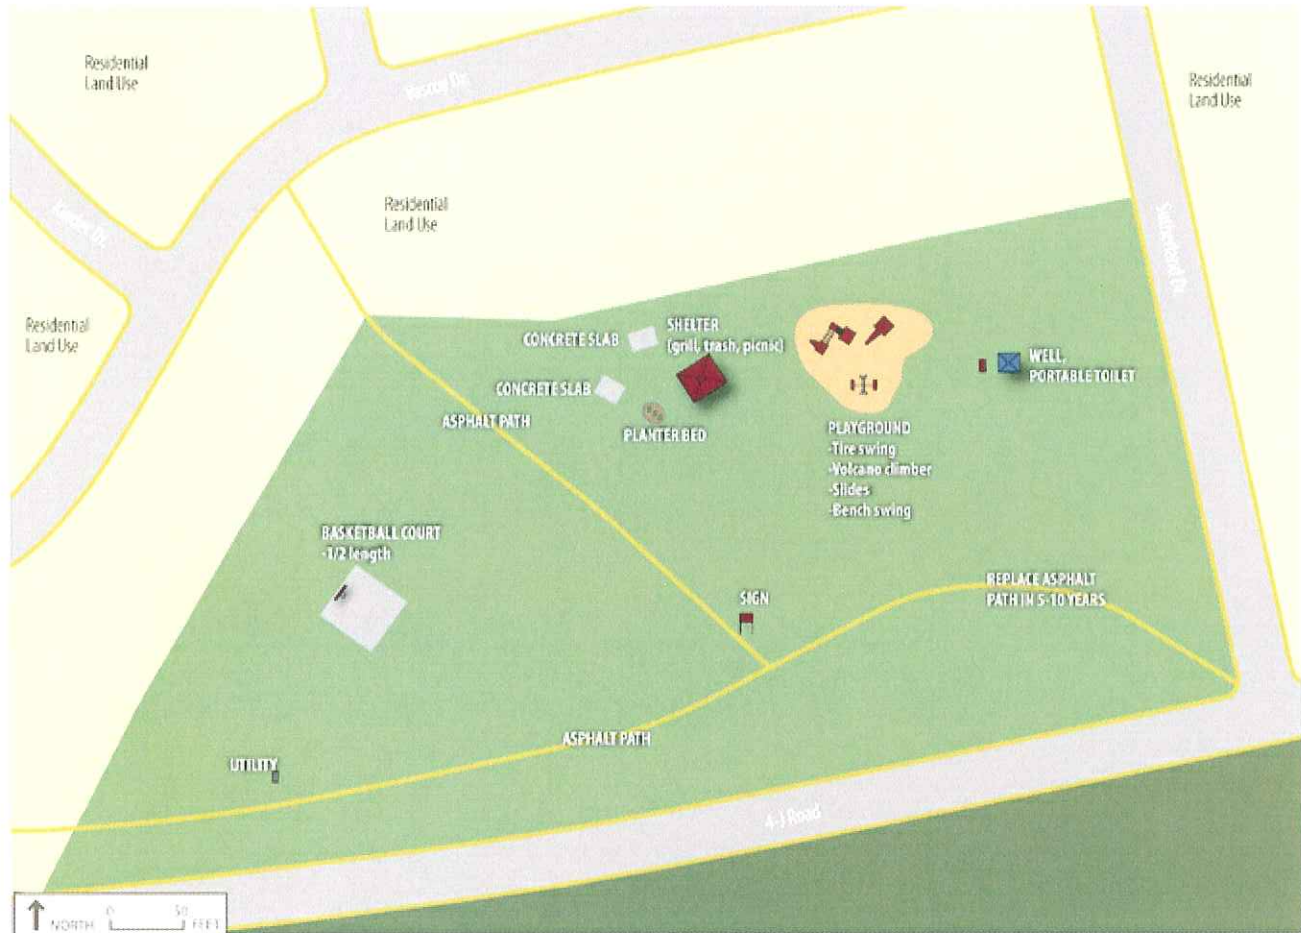 Residential
Land Use
Residential
Land Use
Residential
Land Use
Residential
Land Use
Sutherland Dr.
CONCRETE SLAB
SHELTER
(grill, trash, picnic)
CONCRETE SLAB
WELL,
PORTABLE TOILET
ASPHALT PATH
PLANTER BED
PLAYGROUND
-Tire swing
-Volcano climber
-Slides
-Bench swing
BASKETBALL COURT
-1/2 length
SIGN
REPLACE ASPHALT
PATH IN 5-10 YEARS
ASPHALT PATH
UTILITY
4-J Road
NORTH
0 50
FEET